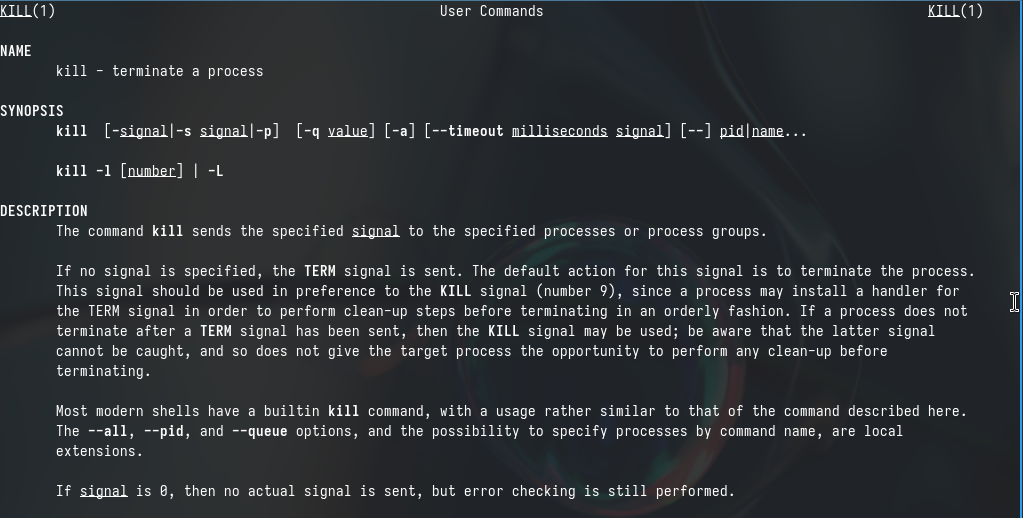 KILL(1) User Commands KILL(1)
NAME
kill - terminate a process
SYNOPSIS
kill [-signal|-s signal|-p] [-q value] [-a] [--timeout milliseconds signal] [--] pid|name...
kill -l [number] | -L
DESCRIPTION
The command kill sends the specified signal to the specified processes or process groups.
If no signal is specified, the TERM signal is sent. The default action for this signal is to terminate the process.
This signal should be used in preference to the KILL signal (number 9), since a process may install a handler for
the TERM signal in order to perform clean-up steps before terminating in an orderly fashion. If a process does not
terminate after a TERM signal has been sent, then the KILL signal may be used; be aware that the latter signal
cannot be caught, and so does not give the target process the opportunity to perform any clean-up before
terminating.
Most modern shells have a builtin kill command, with a usage rather similar to that of the command described here.
The --all, --pid, and --queue options, and the possibility to specify processes by command name, are local
extensions.
If signal is 0, then no actual signal is sent, but error checking is still performed.